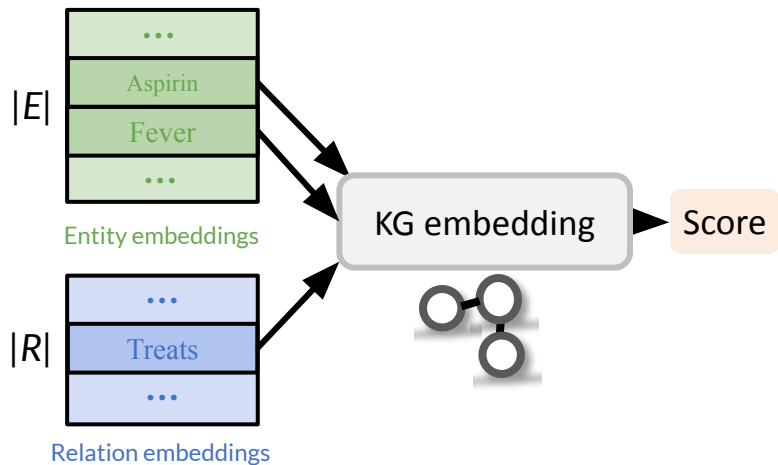 ...
Aspirin
|E|
Fever
...
Entity embeddings
KG embedding
Score
...
|R|
Treats
...
Relation embeddings